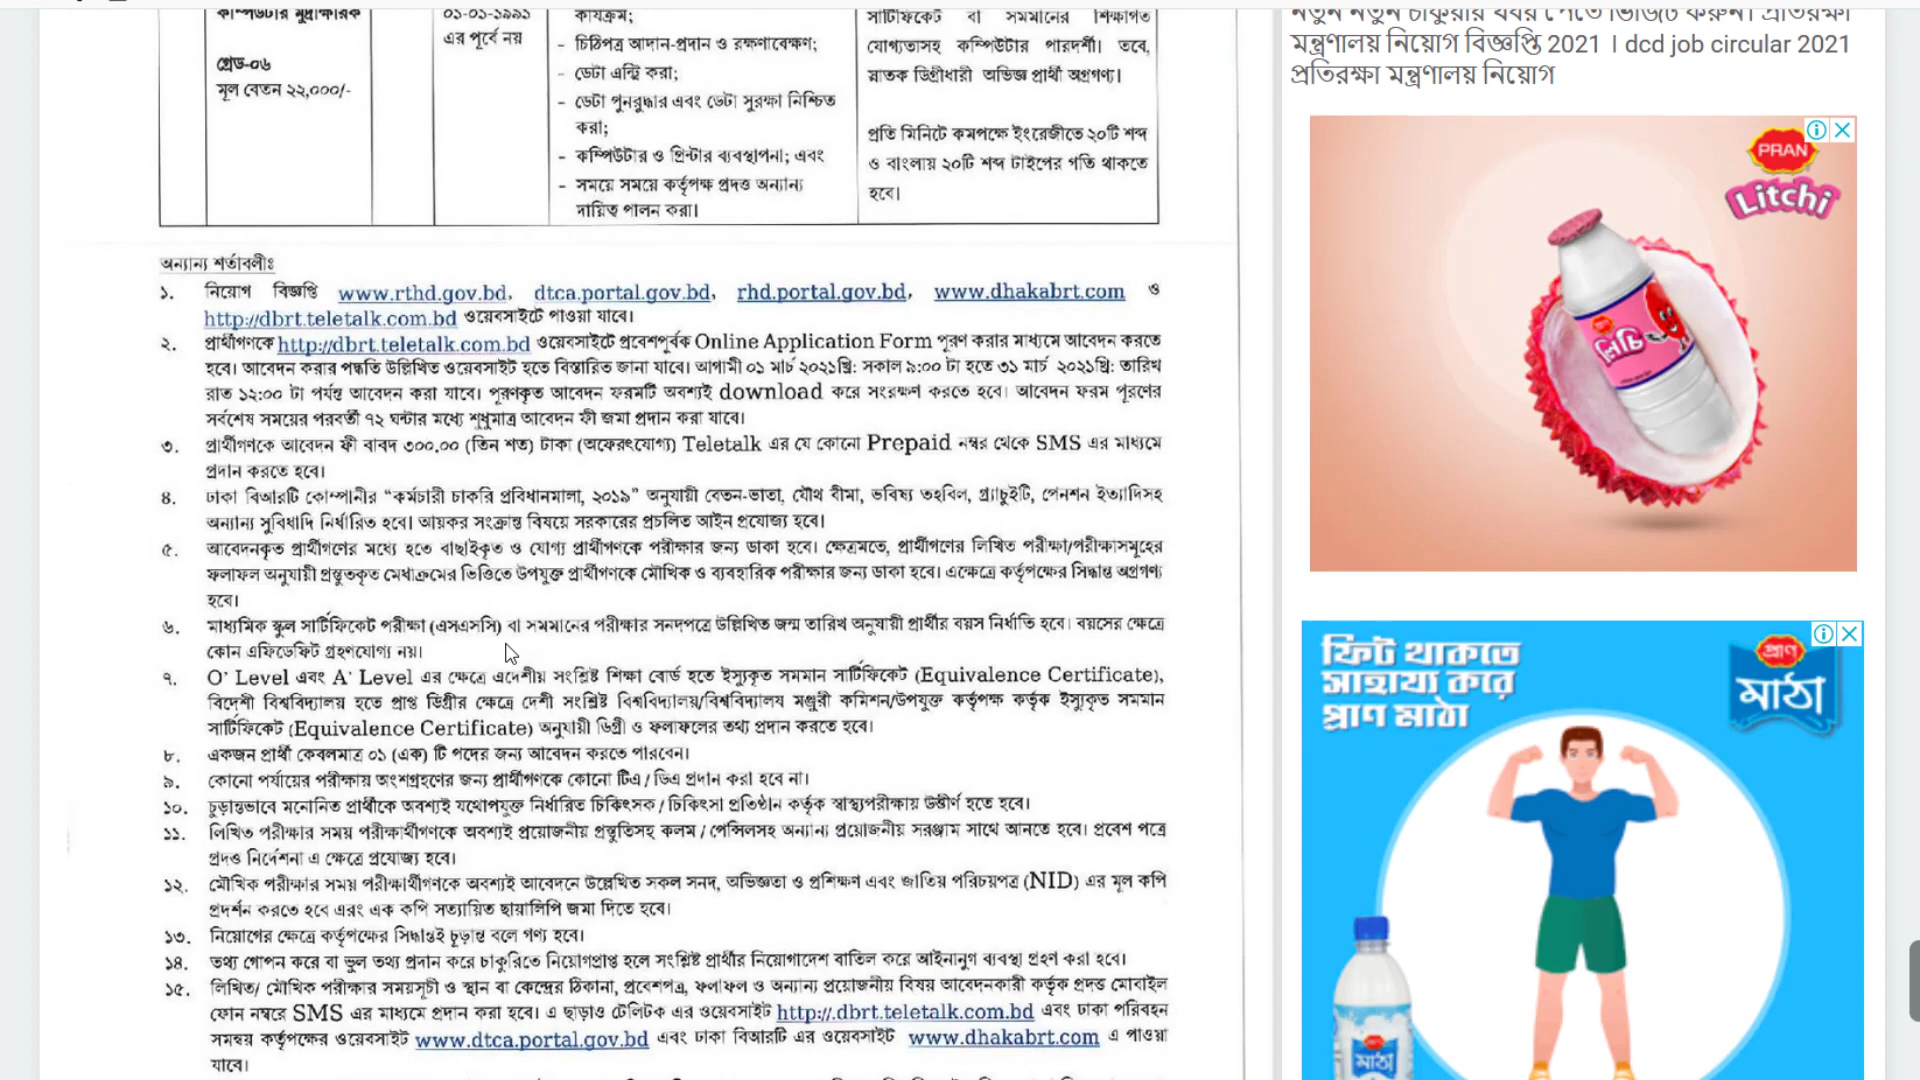 কম্পিউটার মুদ্রাক্ষরিক
গ্রেড-০৬
মূল বেতন ২২,০০০/-
০১-০১-১৯৯১
এর পূর্বে নয়
কার্যক্রম;
- চিঠিপত্র আদান-প্রদান ও রক্ষণাবেক্ষণ;
- ডেটা এন্ট্রি করা;
- ডেটা পুনরুদ্ধার এবং ডেটা সুরক্ষা নিশ্চিত
করা;
- কম্পিউটার ও প্রিন্টার ব্যবস্থাপনা; এবং
- সময়ে সময়ে কর্তৃপক্ষ প্রদত্ত অন্যান্য
দায়িত্ব পালন করা।
সার্টিফিকেট বা সমমানের শিক্ষাগত
যোগ্যতাসহ কম্পিউটার পারদর্শী। তবে,
স্নাতক ডিগ্রীধারী অভিজ্ঞ প্রার্থী অগ্রগণ্য।
প্রতি মিনিটে কমপক্ষে ইংরেজীতে ২০টি শব্দ
ও বাংলায় ২০টি শব্দ টাইপের গতি থাকতে
হবে।
অন্যান্য শর্তাবলীঃ
১. নিয়োগ বিজ্ঞপ্তি www.rthd.gov.bd, dtca.portal.gov.bd, rhd.portal.gov.bd, www.dhakabrt.com ও
http://dbrt.teletalk.com.bd ওয়েবসাইটে পাওয়া যাবে।
২. প্রার্থীগণকে http://dbrt.teletalk.com.bd ওয়েবসাইটে প্রবেশপূর্বক Online Application Form পূরণ করার মাধ্যমে আবেদন করতে
হবে। আবেদন করার পদ্ধতি উল্লিখিত ওয়েবসাইট হতে বিস্তারিত জানা যাবে। আগামী ০১ মার্চ ২০২১খ্রি: সকাল ৯:০০ টা হতে ৩১ মার্চ ২০২১খ্রি: তারিখ
রাত ১২:০০ টা পর্যন্ত আবেদন করা যাবে। পূরণকৃত আবেদন ফরমটি অবশ্যই download করে সংরক্ষণ করতে হবে। আবেদন ফরম পূরণের
সর্বশেষ সময়ের পরবর্তী ৭২ ঘন্টার মধ্যে শুধুমাত্র আবেদন ফী জমা প্রদান করা যাবে।
৩. প্রার্থীগণকে আবেদন ফী বাবদ ৩০০.০০ (তিন শত) টাকা (অফেরৎযোগ্য) Teletalk এর যে কোনো Prepaid নম্বর থেকে SMS এর মাধ্যমে
প্রদান করতে হবে।
৪. ঢাকা বিআরটি কোম্পানীর “কর্মচারী চাকরি প্রবিধানমালা, ২০১৯” অনুযায়ী বেতন-ভাতা, যৌথ বীমা, ভবিষ্য তহবিল, গ্র্যাচুইটি, পেনশন ইত্যাদিসহ
অন্যান্য সুবিধাদি নির্ধারিত হবে। আয়কর সংক্রান্ত বিষয়ে সরকারের প্রচলিত আইন প্রযোজ্য হবে।
৫. আবেদনকৃত প্রার্থীগণের মধ্যে হতে বাছাইকৃত ও যোগ্য প্রার্থীগণকে পরীক্ষার জন্য ডাকা হবে। ক্ষেত্রমতে, প্রার্থীগণের লিখিত পরীক্ষা/পরীক্ষাসমূহের
ফলাফল অনুযায়ী প্রস্তুতকৃত মেধাক্রমের ভিত্তিতে উপযুক্ত প্রার্থীগণকে মৌখিক ও ব্যবহারিক পরীক্ষার জন্য ডাকা হবে। এক্ষেত্রে কর্তৃপক্ষের সিদ্ধান্ত অগ্রগণ্য
হবে।
৬. মাধ্যমিক স্কুল সার্টিফিকেট পরীক্ষা (এসএসসি) বা সমমানের পরীক্ষার সনদপত্রে উল্লিখিত জন্ম তারিখ অনুযায়ী প্রার্থীর বয়স নির্ধাতি হবে। বয়সের ক্ষেত্রে
কোন এফিডেফিট গ্রহণযোগ্য নয়।
৭. O’ Level এবং A’ Level এর ক্ষেত্রে এদেশীয় সংশ্লিষ্ট শিক্ষা বোর্ড হতে ইস্যুকৃত সমমান সার্টিফিকেট (Equivalence Certificate),
বিদেশী বিশ্ববিদ্যালয় হতে প্রাপ্ত ডিগ্রীর ক্ষেত্রে দেশী সংশ্লিষ্ট বিশ্ববিদ্যালয়/বিশ্ববিদ্যালয় মঞ্জুরী কমিশন/উপযুক্ত কর্তৃপক্ষ কর্তৃক ইস্যুকৃত সমমান
সার্টিফিকেট (Equivalence Certificate) অনুযায়ী ডিগ্রী ও ফলাফলের তথ্য প্রদান করতে হবে।
৮. একজন প্রার্থী কেবলমাত্র ০১ (এক) টি পদের জন্য আবেদন করতে পারবেন।
৯. কোনো পর্যায়ের পরীক্ষায় অংশগ্রহণের জন্য প্রার্থীগণকে কোনো টিএ / ডিএ প্রদান করা হবে না।
১০. চুড়ান্তভাবে মনোনিত প্রার্থীকে অবশ্যই যথোপযুক্ত নির্ধারিত চিকিৎসক / চিকিৎসা প্রতিষ্ঠান কর্তৃক স্বাস্থ্যপরীক্ষায় উত্তীর্ণ হতে হবে।
১১. লিখিত পরীক্ষার সময় পরীক্ষার্থীগণকে অবশ্যই প্রয়োজনীয় প্রস্তুতিসহ কলম / পেন্সিলসহ অন্যান্য প্রয়োজনীয় সরঞ্জাম সাথে আনতে হবে। প্রবেশ পত্রে
প্রদত্ত নির্দেশনা এ ক্ষেত্রে প্রযোজ্য হবে।
১২. মৌখিক পরীক্ষার সময় পরীক্ষার্থীগণকে অবশ্যই আবেদনে উল্লেখিত সকল সনদ, অভিজ্ঞতা ও প্রশিক্ষণ এবং জাতিয় পরিচয়পত্র (NID) এর মূল কপি
প্রদর্শন করতে হবে এবং এক কপি সত্যায়িত ছায়ালিপি জমা দিতে হবে।
১৩. নিয়োগের ক্ষেত্রে কর্তৃপক্ষের সিদ্ধান্তই চূড়ান্ত বলে গণ্য হবে।
১৪. তথ্য গোপন করে বা ভুল তথ্য প্রদান করে চাকুরিতে নিয়োগপ্রাপ্ত হলে সংশ্লিষ্ট প্রার্থীর নিয়োগাদেশ বাতিল করে আইনানুগ ব্যবস্থা গ্রহণ করা হবে।
১৫. লিখিত/ মৌখিক পরীক্ষার সময়সূচী ও স্থান বা কেন্দ্রের ঠিকানা, প্রবেশপত্র, ফলাফল ও অন্যান্য প্রয়োজনীয় বিষয় আবেদনকারী কর্তৃক প্রদত্ত মোবাইল
ফোন নম্বরে SMS এর মাধ্যমে প্রদান করা হবে। এ ছাড়াও টেলিটক এর ওয়েবসাইট http://.dbrt.teletalk.com.bd এবং ঢাকা পরিবহন
সমন্বয় কর্তৃপক্ষের ওয়েবসাইট www.dtca.portal.gov.bd এবং ঢাকা বিআরটি এর ওয়েবসাইট www.dhakabrt.com এ পাওয়া
যাবে।
নতুন নতুন চাকুরীর খবর পেতে ভিজিট করুন। প্রতিরক্ষা
মন্ত্রণালয় নিয়োগ বিজ্ঞপ্তি 2021 । dcd job circular 2021
প্রতিরক্ষা মন্ত্রণালয় নিয়োগ
PRAN
Litchi
লিচি
ফিট থাকতে
সাহায্য করে
প্রাণ মাঠা
প্রাণ
মাঠা
মাঠা